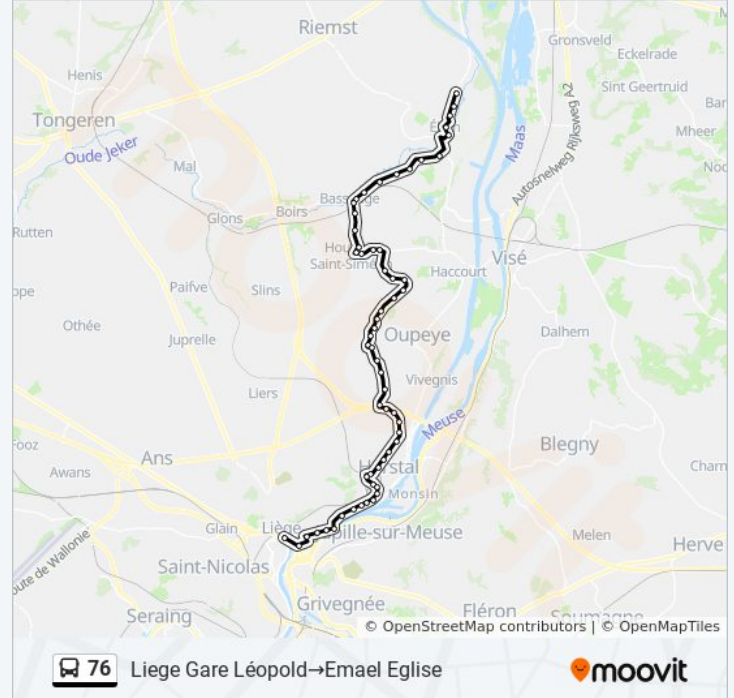 Riemst
Gronsveld
Eckelrade
Henis
Sint Geertruid
Tongeren
Maas
Autosnelweg Rijksweg A2
Mheer
Oude Jeker
Mal
Glons
Boirs
Rutten
Visé
Haccourt
Paifve
Slins
Othée
Juprelle
Oupeye
Dalhem
Liers
Vivegnis
Meuse
Blegny
Ans
Awans
Herstal
Monsin
Glain
Liège
Melen
Herve
Saint-Nicolas
Grivegnée
Fléron
Seraing
Soumagne
© OpenStreetMap contributors | © OpenMapTiles
76 Liege Gare Léopold→Emael Eglise
moovit